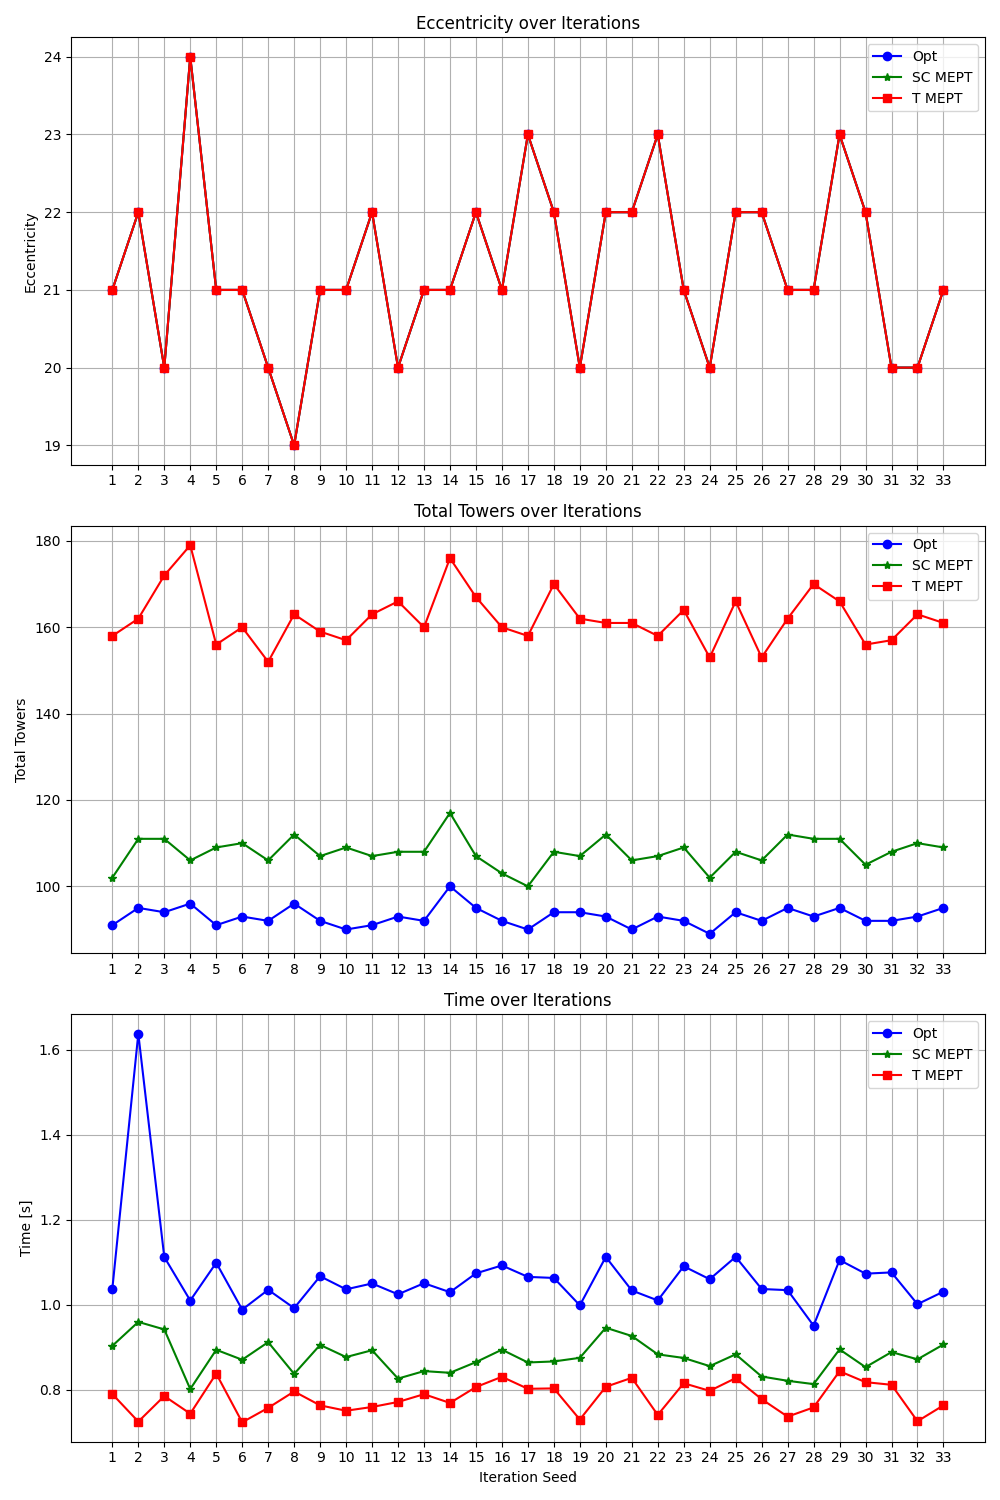 Eccentricity over Iterations
Opt
SC MEPT
T MEPT
Eccentricity
24
23
22
21
20
19
1 2 3 4 5 6 7 8 9 10 11 12 13 14 15 16 17 18 19 20 21 22 23 24 25 26 27 28 29 30 31 32 33
Total Towers over Iterations
Opt
SC MEPT
T MEPT
Total Towers
180
160
140
120
100
1 2 3 4 5 6 7 8 9 10 11 12 13 14 15 16 17 18 19 20 21 22 23 24 25 26 27 28 29 30 31 32 33
Time over Iterations
Opt
SC MEPT
T MEPT
Time [s]
1.6
1.4
1.2
1.0
0.8
1 2 3 4 5 6 7 8 9 10 11 12 13 14 15 16 17 18 19 20 21 22 23 24 25 26 27 28 29 30 31 32 33
Iteration Seed